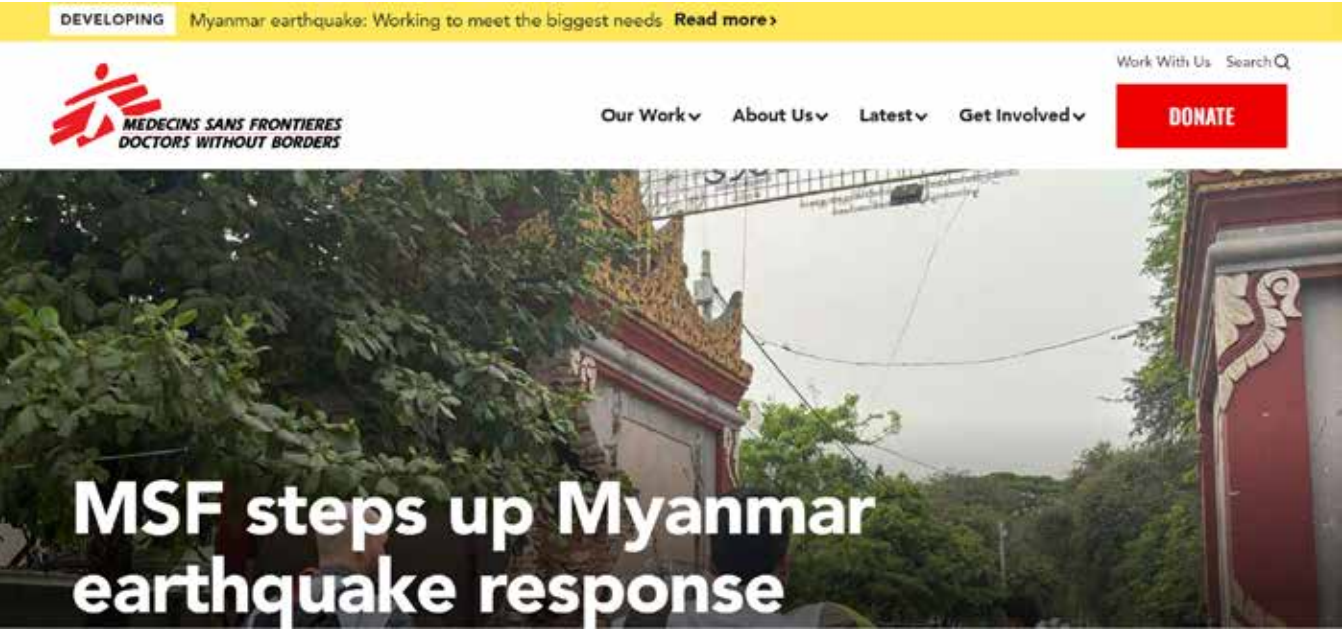 DEVELOPING Myanmar earthquake: Working to meet the biggest needs Read more
Work With Us Search
MEDECINS SANS FRONTIERES
DOCTORS WITHOUT BORDERS
Our Work About Us Latest Get Involved DONATE
MSF steps up Myanmar
earthquake response